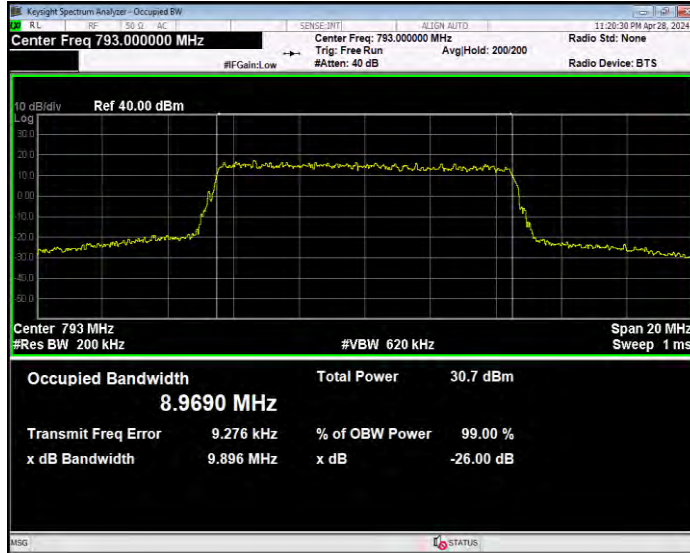 Keysight Spectrum Analyzer - Occupied BW
RL RF 50 Ω AC SENSE:INT ALIGN AUTO 11:20:30 PM Apr 28, 2024
Center Freq 793.000000 MHz Center Freq: 793.000000 MHz Radio Std: None
Trig: Free Run Avg|Hold: 200/200
#IFGain:Low #Atten: 40 dB Radio Device: BTS
10 dB/div Ref 40.00 dBm
Log
30.0
20.0
10.0
0.00
-10.0
-20.0
-30.0
-40.0
-50.0
Center 793 MHz Span 20 MHz
#Res BW 200 kHz #VBW 620 kHz Sweep 1 ms
Occupied Bandwidth Total Power 30.7 dBm
8.9690 MHz
Transmit Freq Error 9.276 kHz % of OBW Power 99.00 %
x dB Bandwidth 9.896 MHz x dB -26.00 dB
MSG STATUS